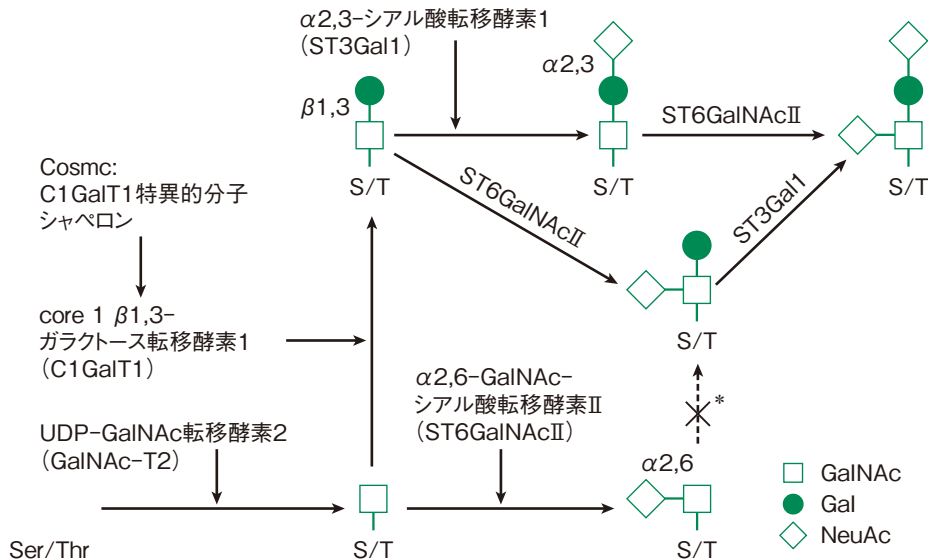 α2,3-シアル酸転移酵素1
(ST3Gal1)
α2,3
β1,3
ST6GalNAcⅡ
S/T
S/T
S/T
Cosmc:
C1GalT1特異的分子
シャペロン
ST6GalNAcⅡ
ST3Gal1
core 1 β1,3-
ガラクトース転移酵素1
(C1GalT1)
S/T
α2,6-GalNAc-
シアル酸転移酵素Ⅱ
(ST6GalNAcⅡ)
*
UDP-GalNAc転移酵素2
(GalNAc-T2)
α2,6
Ser/Thr
S/T
S/T
GalNAc
Gal
NeuAc